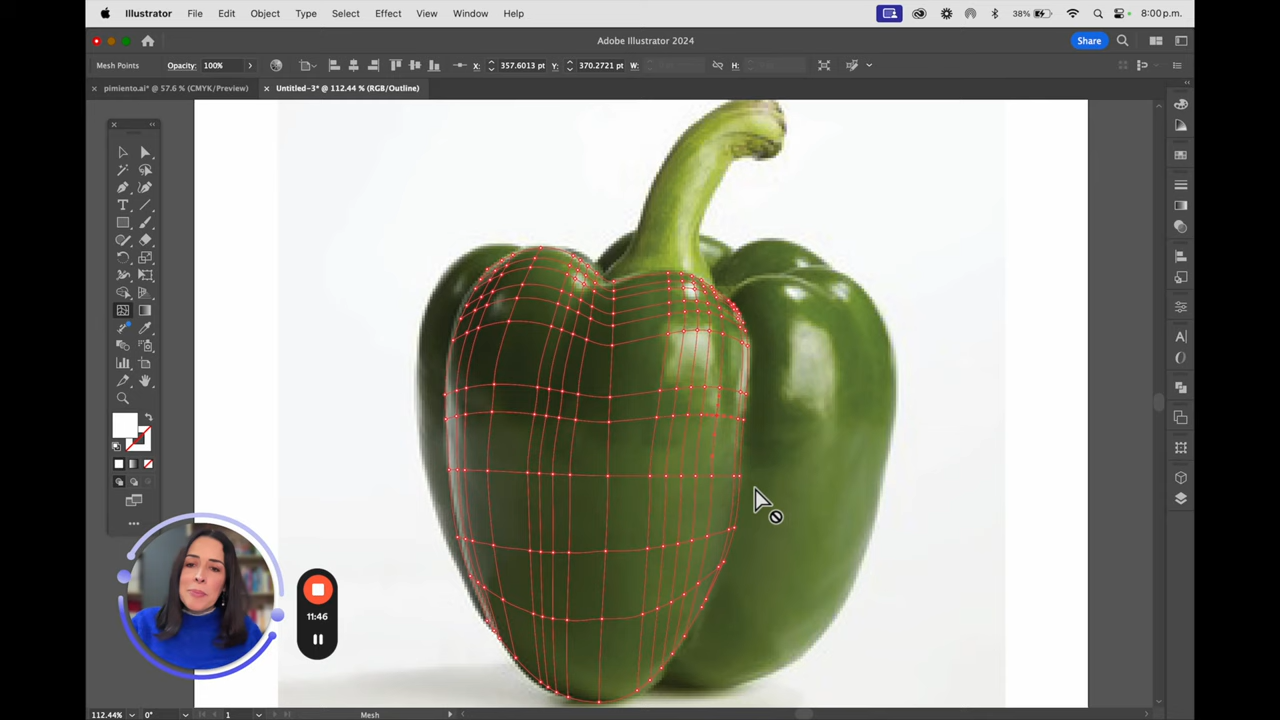 Illustrator File Edit Object Type Select Effect View Window Help 38% 8:00 p.m.
Adobe Illustrator 2024 Share
Mesh Points Opacity: 100% X: 357.6013 pt Y: 370.2721 pt W: H:
pimiento.ai* @ 57.6 % (CMYK/Preview) Untitled-3* @ 112.44 % (RGB/Outline)
11:46
112.44% 0° 1 Mesh